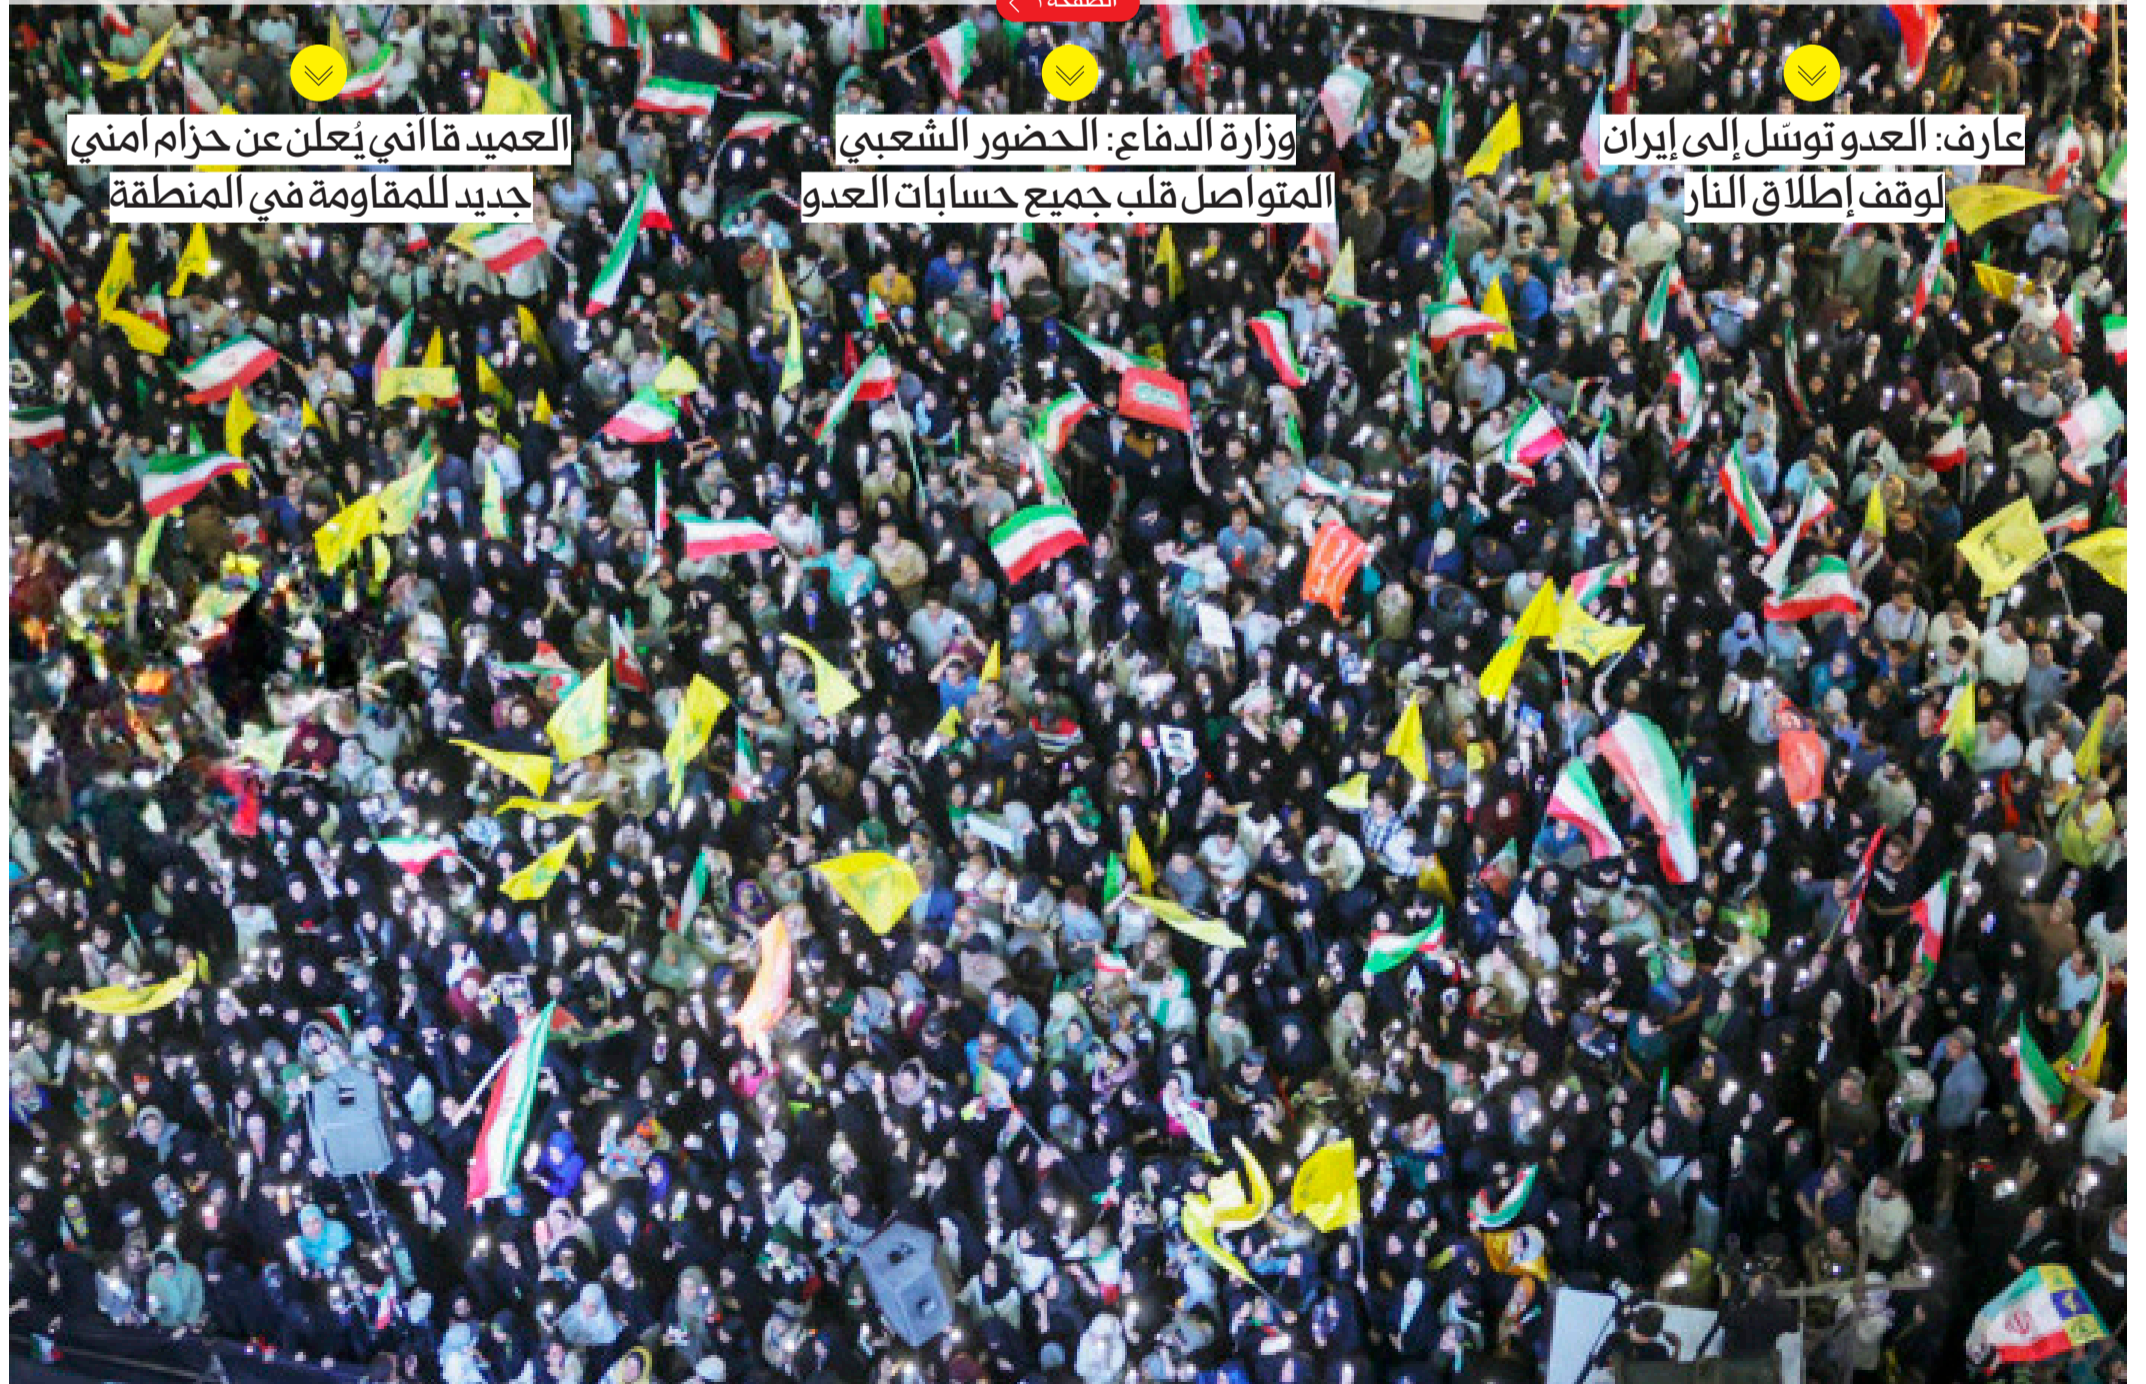 عارف: العدو توسّل إلى إيران
لوقف إطلاق النار
وزارة الدفاع: الحضور الشعبي
المتواصل قلب جميع حسابات العدو
العميد قاآني يُعلن عن حزام أمني
جديد للمقاومة في المنطقة